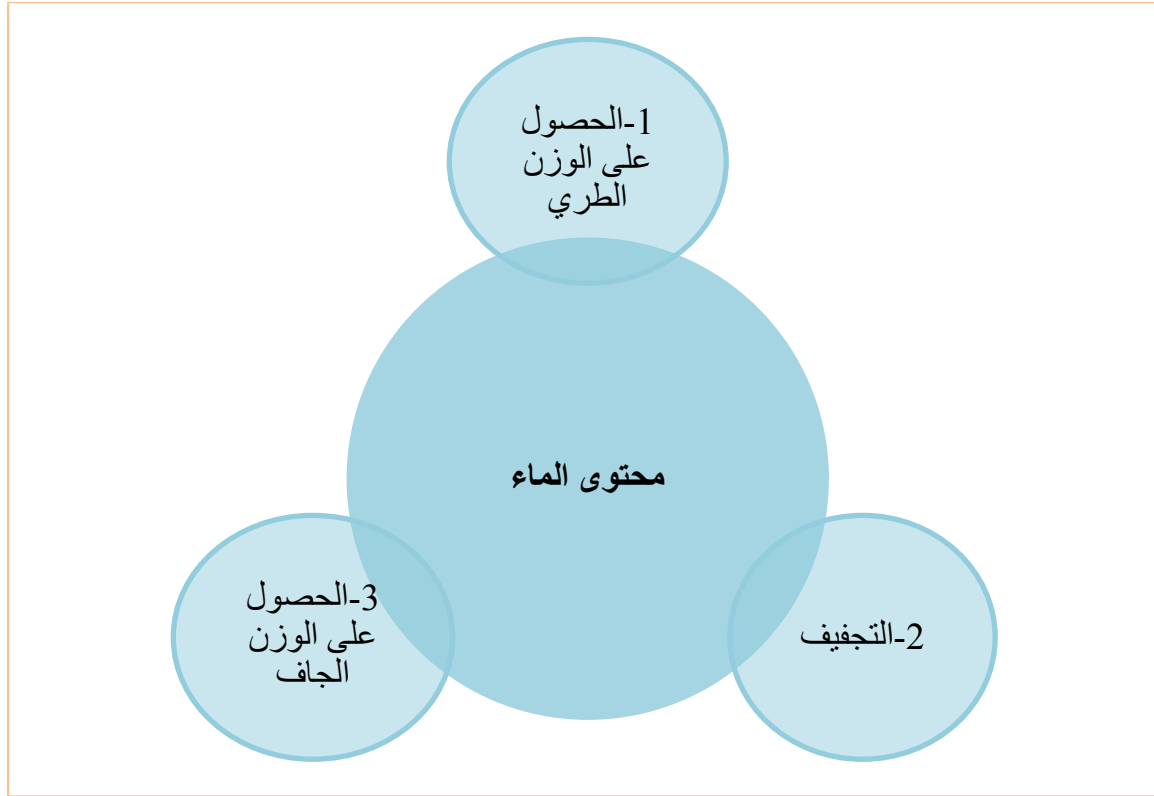 1-الحصول
على الوزن
الطري
محتوى الماء
2-التجفيف
3-الحصول
على الوزن
الجاف